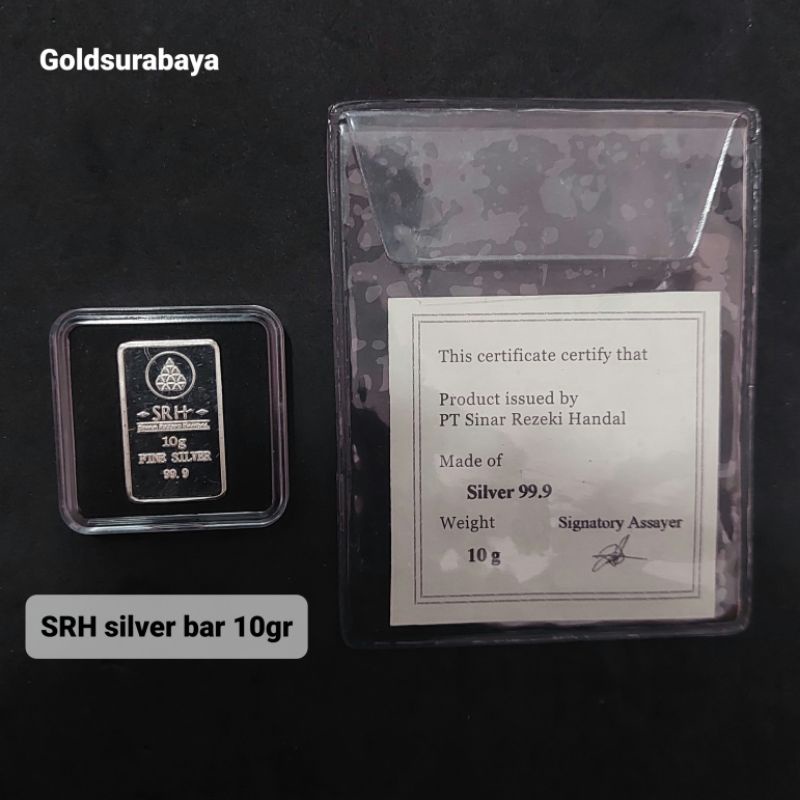 Goldsurabaya
SRH
10g
FINE SILVER
99.9
SRH silver bar 10gr
This certificate certify that
Product issued by
PT Sinar Rezeki Handal
Made of
Silver 99.9
Weight Signatory Assayer
10 g